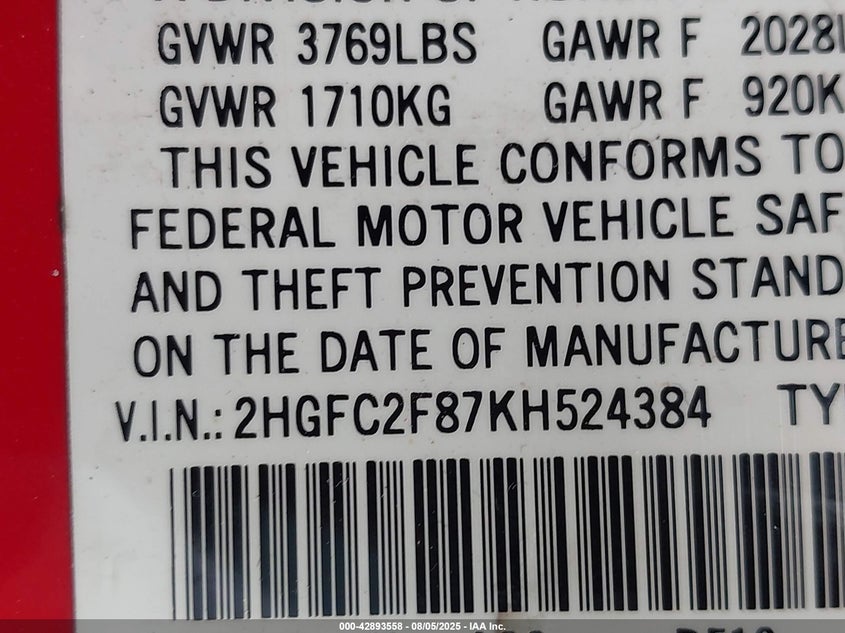 GVWR 3769LBS GAWR F 2028
GVWR 1710KG GAWR F 920K
THIS VEHICLE CONFORMS TO
FEDERAL MOTOR VEHICLE SAF
AND THEFT PREVENTION STAND
ON THE DATE OF MANUFACTURE
V.I.N.: 2HGFC2F87KH524384 TY
000-42893558 - 08/05/2025 - IAA Inc.